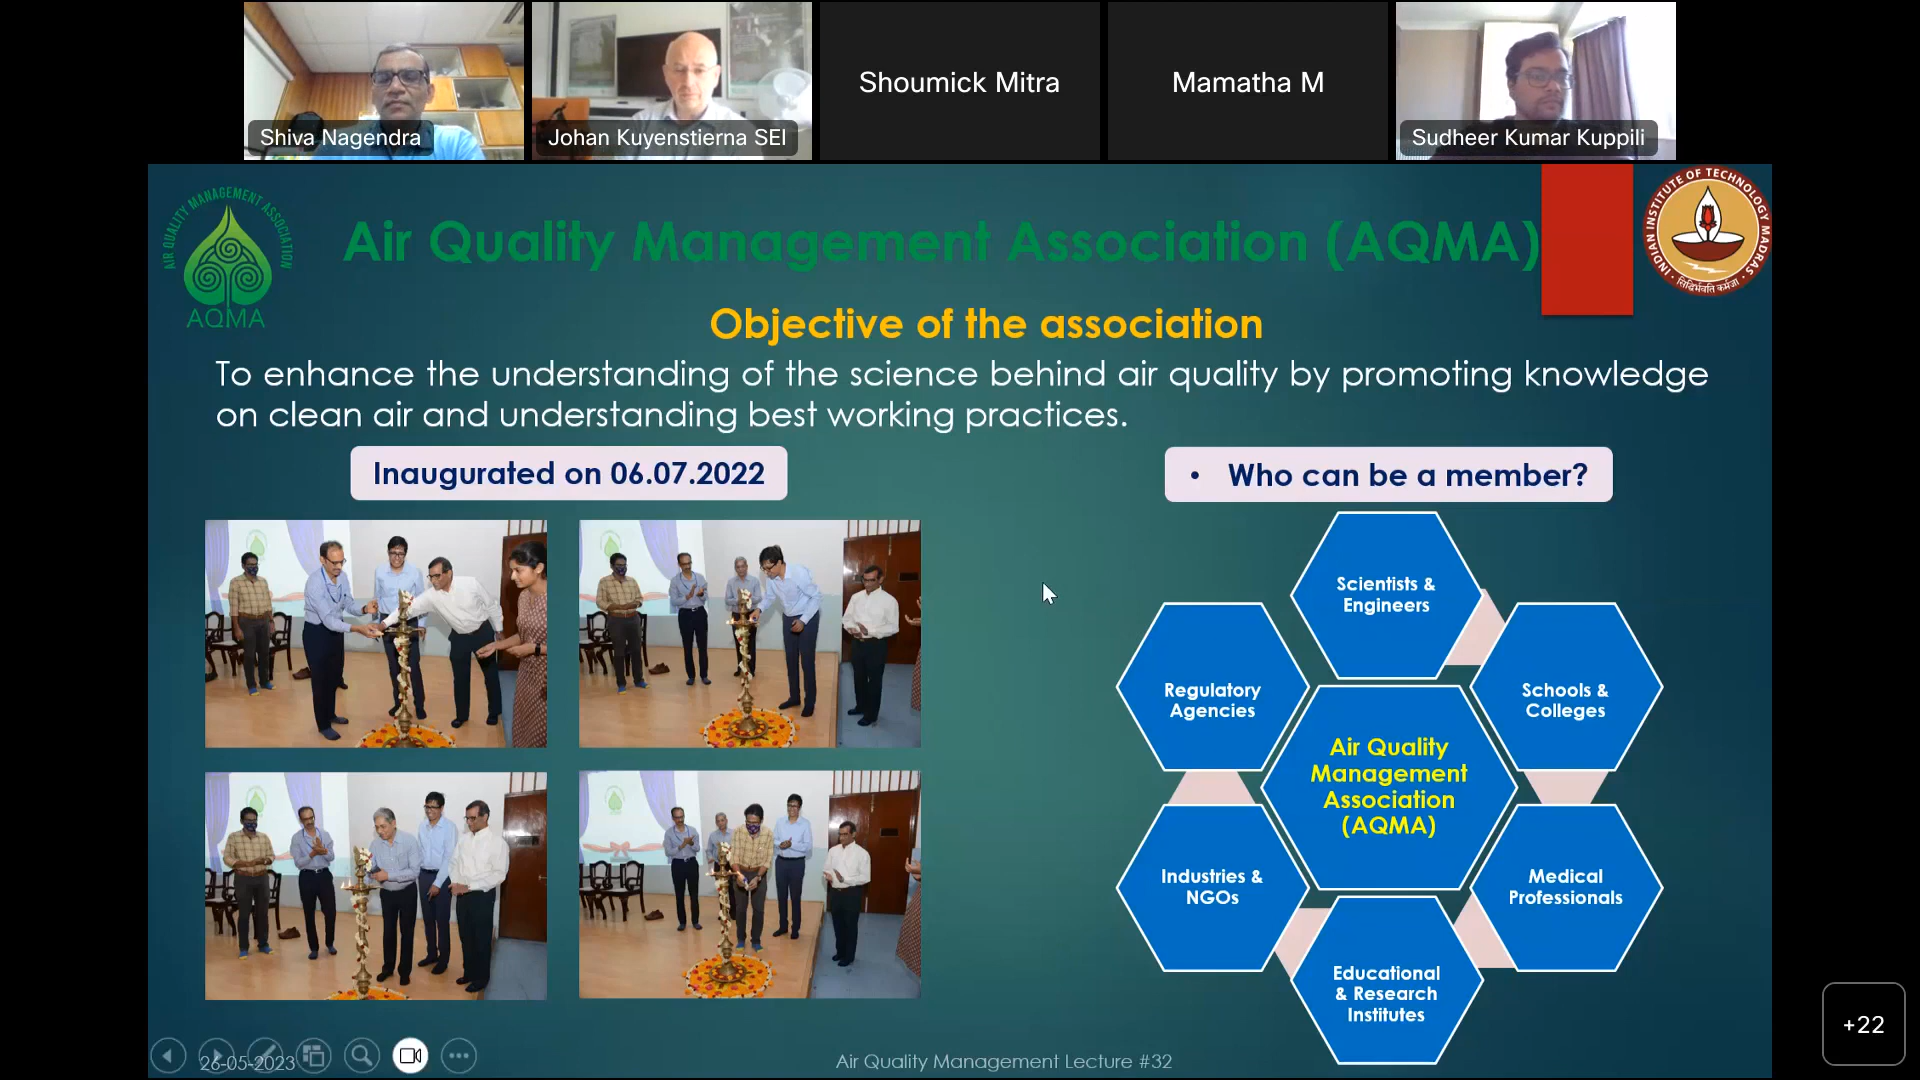 Shiva Nagendra
Johan Kuyenstierna SEI
Shoumick Mitra
Mamatha M
Sudheer Kumar Kuppili
AIR QUALITY MANAGEMENT ASSOCIATION
AQMA
Air Quality Management Association (AQMA)
INDIAN INSTITUTE OF TECHNOLOGY MADRAS
सिद्धिर्भवति कर्मजा
Objective of the association
To enhance the understanding of the science behind air quality by promoting knowledge
on clean air and understanding best working practices.
Inaugurated on 06.07.2022
• Who can be a member?
Scientists &
Engineers
Regulatory
Agencies
Schools &
Colleges
Air Quality
Management
Association
(AQMA)
Industries &
NGOs
Medical
Professionals
Educational
& Research
Institutes
26-05-2023
Air Quality Management Lecture #32
+22